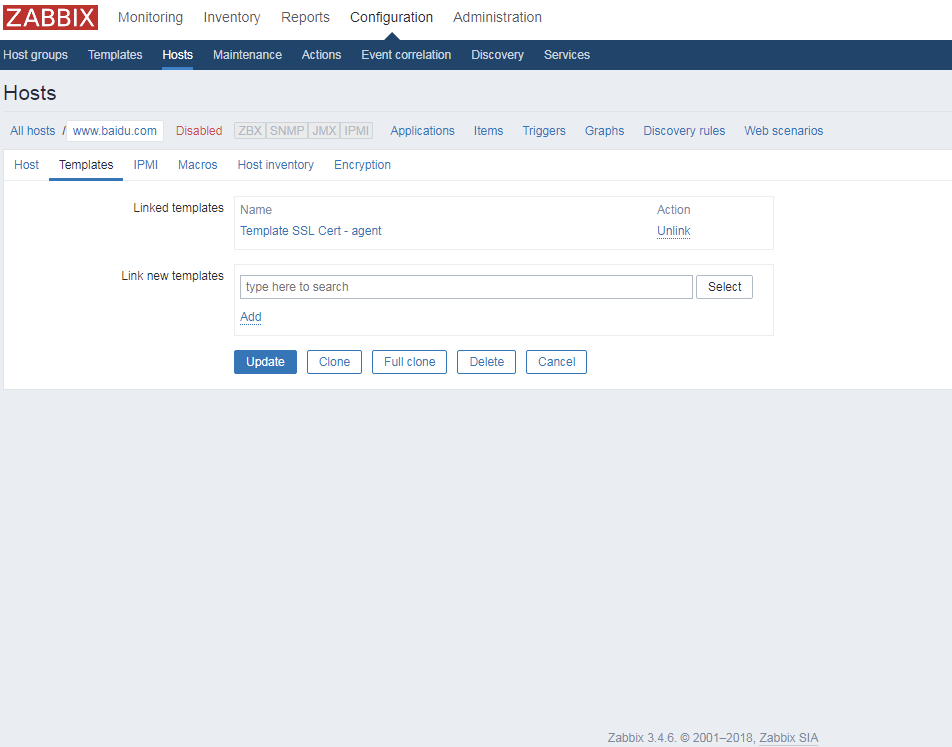 ZABBIX Monitoring Inventory Reports Configuration Administration
Host groups Templates Hosts Maintenance Actions Event correlation Discovery Services
Hosts
All hosts / www.baidu.com Disabled ZBX SNMP JMX IPMI Applications Items Triggers Graphs Discovery rules Web scenarios
Host Templates IPMI Macros Host inventory Encryption
Linked templates Name Action
Template SSL Cert - agent Unlink
Link new templates type here to search Select
Add
Update Clone Full clone Delete Cancel
Zabbix 3.4.6. © 2001–2018, Zabbix SIA